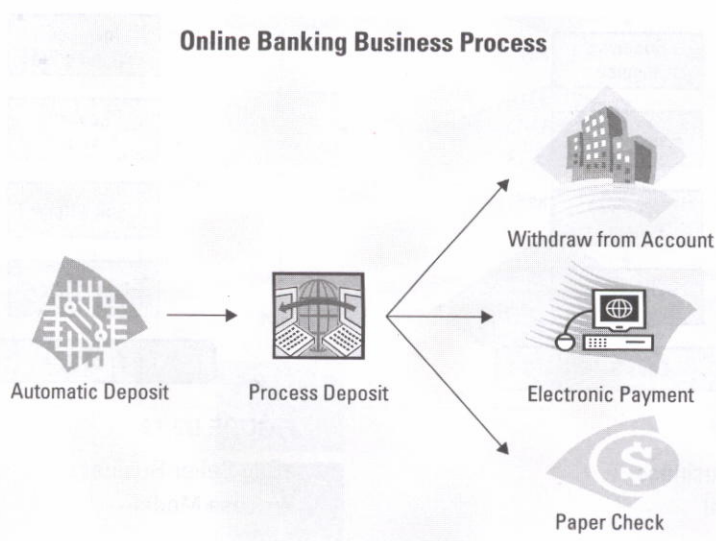 Online Banking Business Process
Withdraw from Account
Automatic Deposit
Process Deposit
Electronic Payment
Paper Check